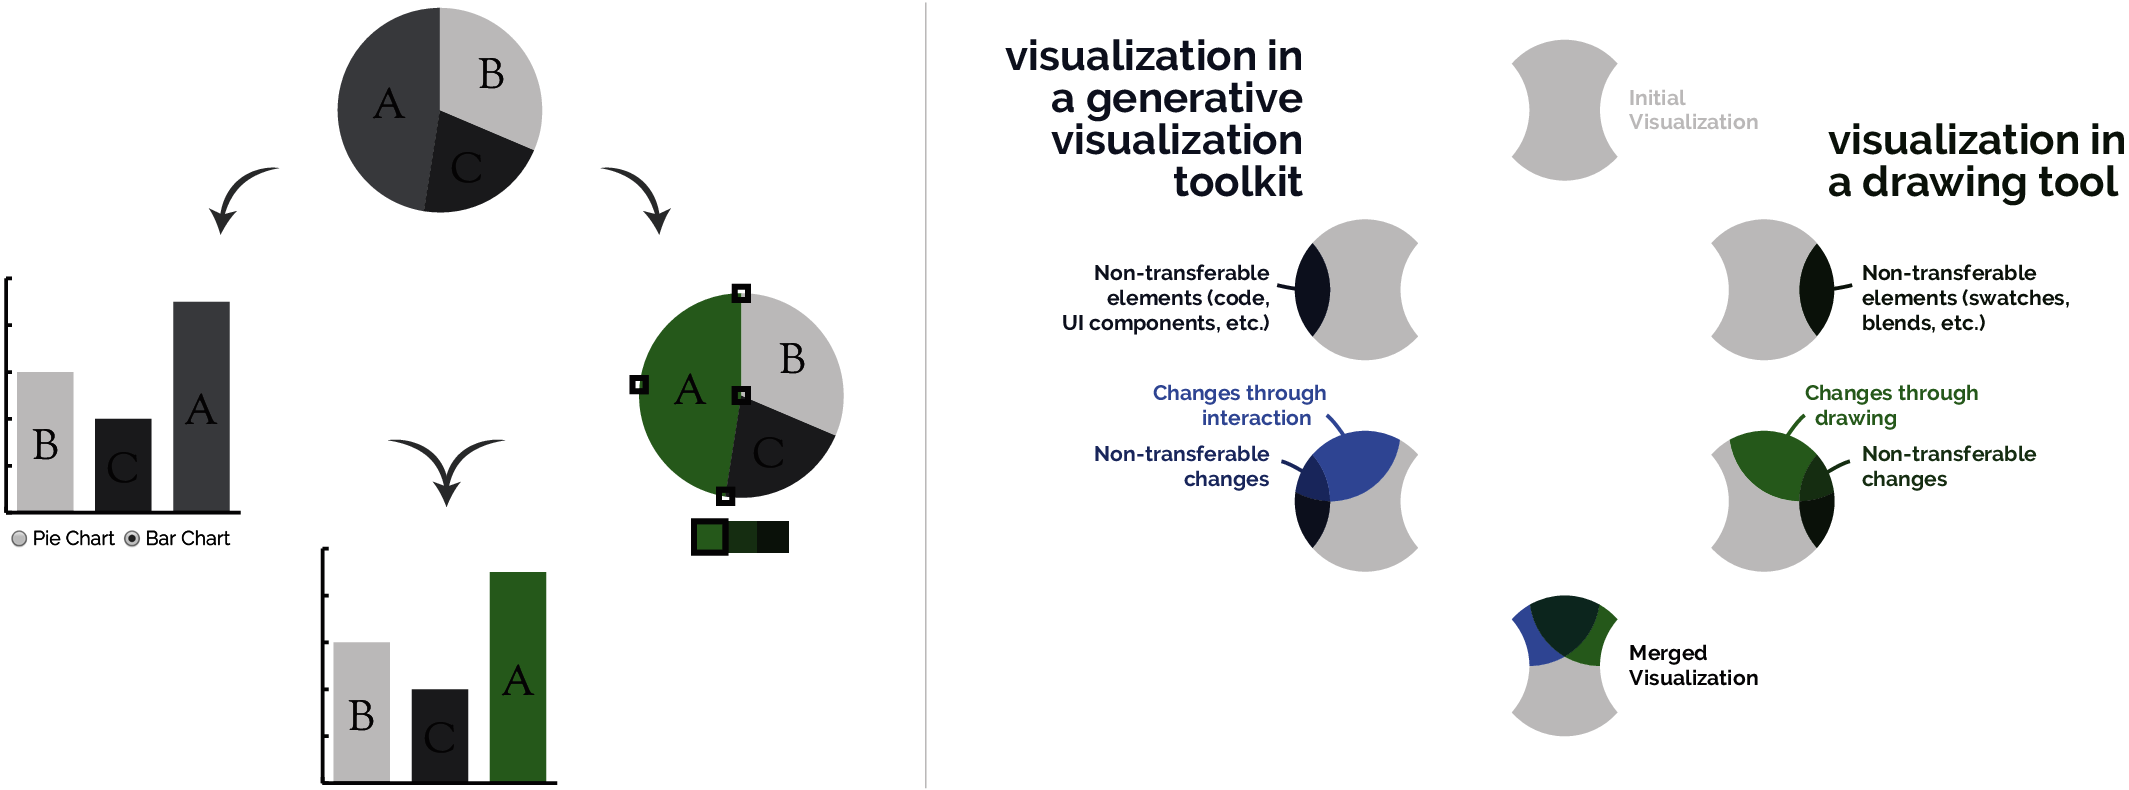 A
B
C
B
C
A
Pie Chart
Bar Chart
A
B
C
B
C
A
visualization in
a generative
visualization
toolkit
Initial
Visualization
visualization in
a drawing tool
Non-transferable
elements (code,
UI components, etc.)
Non-transferable
elements (swatches,
blends, etc.)
Changes through
interaction
Non-transferable
changes
Changes through
drawing
Non-transferable
changes
Merged
Visualization